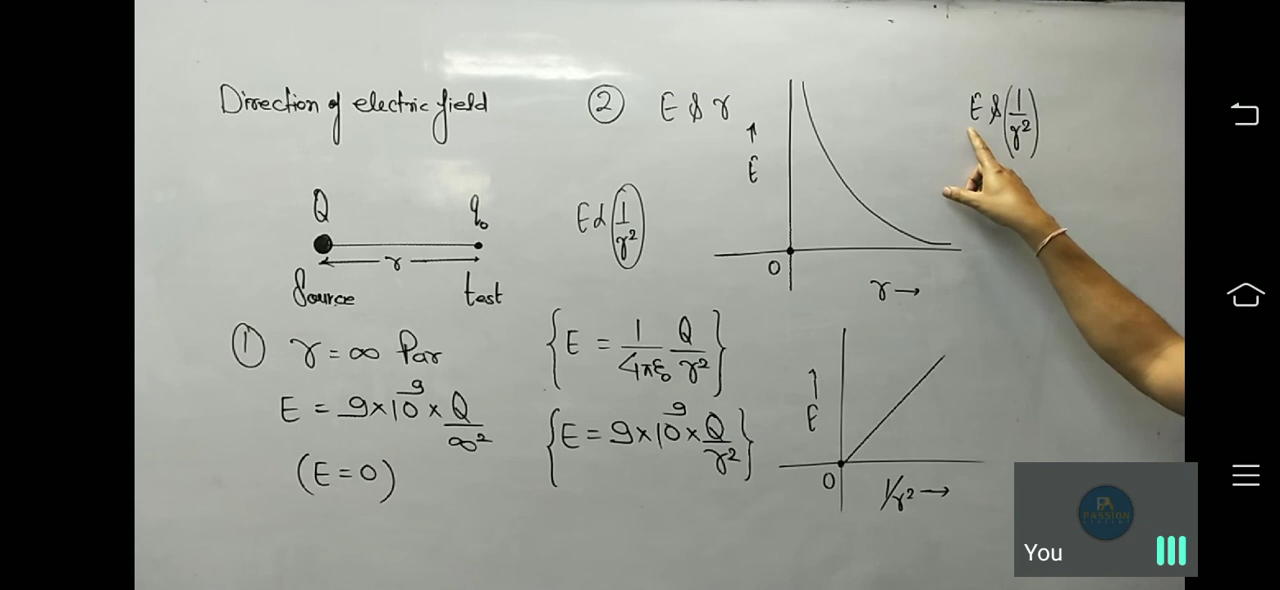 Direction of electric field
Q
q₀
r
Source
test
① r = ∞ Par
E = 9×10⁹ × Q/∞²
(E = 0)
② E & r
E ∝ (1/r²)
{E = 1/4πε₀ Q/r²}
{E = 9×10⁹ × Q/r²}
↑
E
0
r →
E & (1/r²)
↑
E
0
1/r² →
PASSION
You